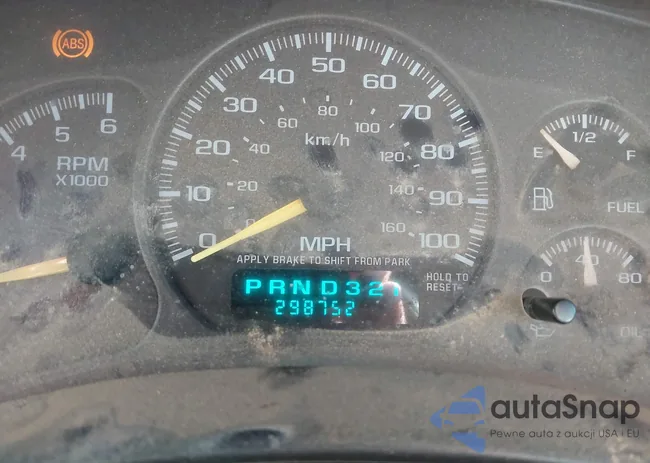 ABS
4 5 6
RPM
X1000
0 10 20 30 40 50 60 70 80 90 100
20 40 60 80 100 120 140 160
km/h
MPH
APPLY BRAKE TO SHIFT FROM PARK
PRND321
298752
HOLD TO
RESET
1/2
E F
FUEL
0 40 80
OIL
autaSnap
Pewne auta z aukcji USA i EU